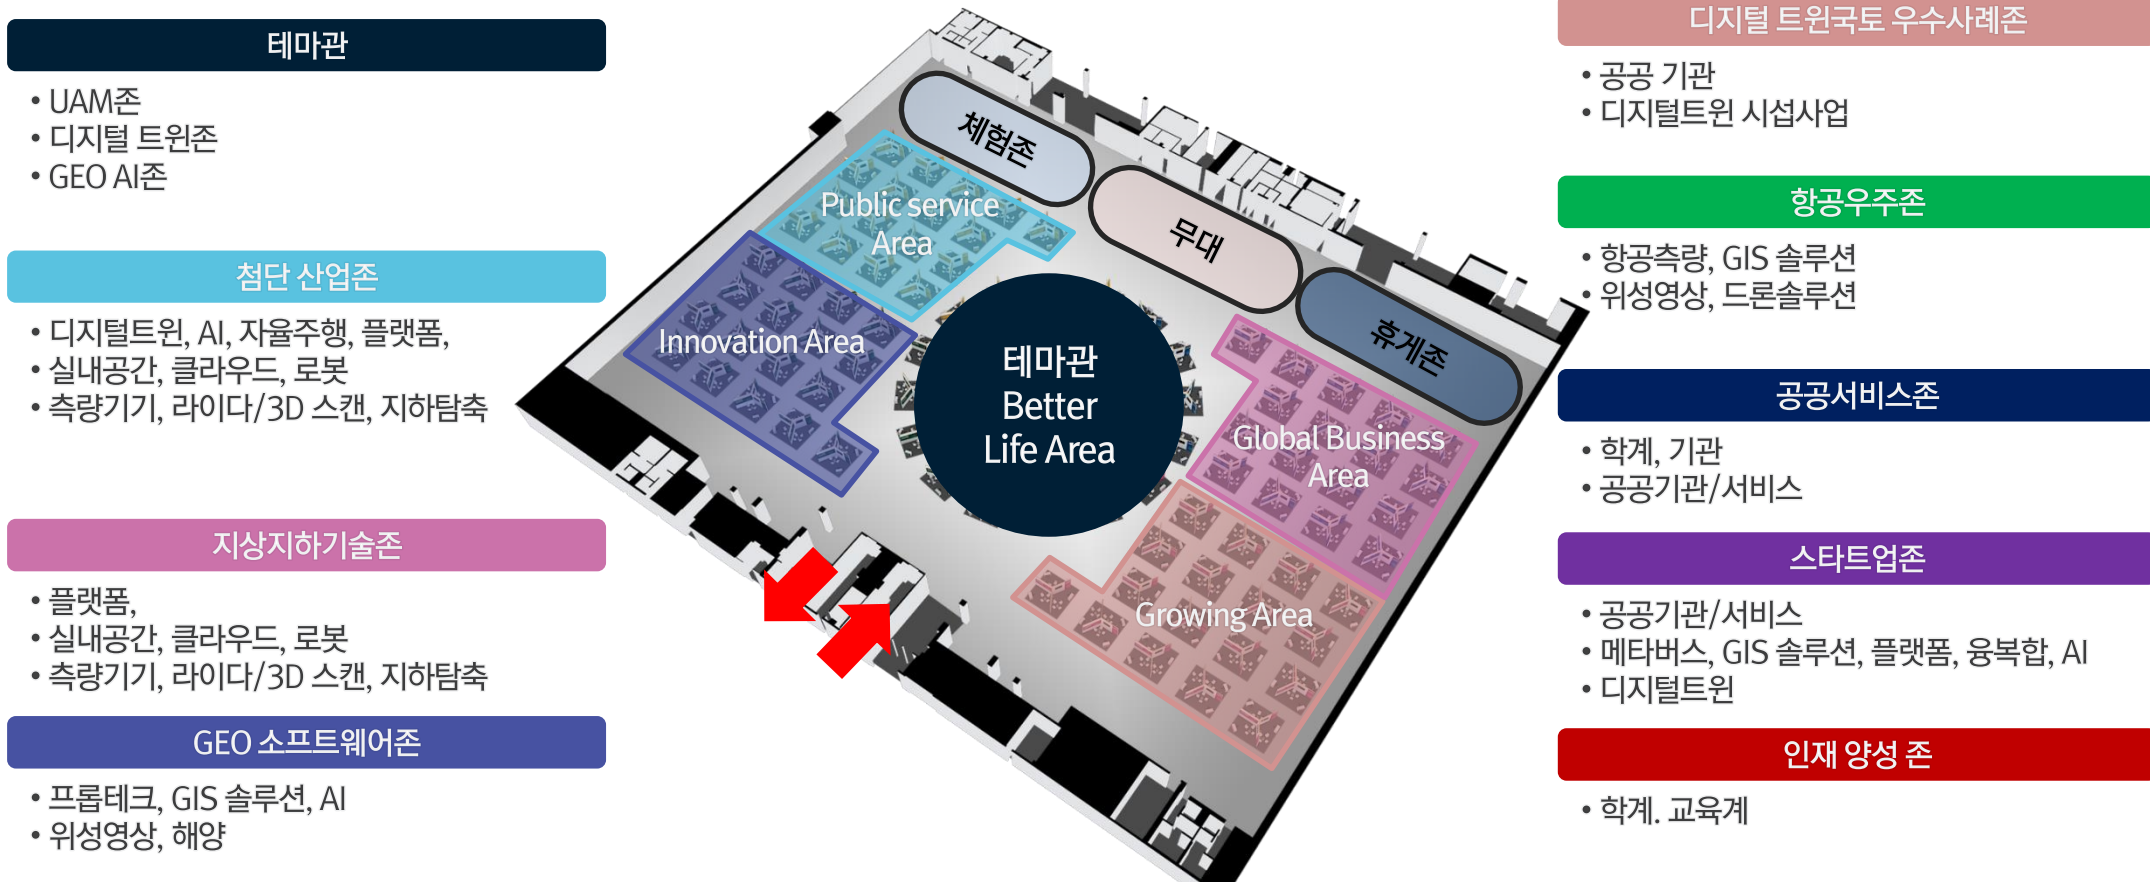 테마관
• UAM존
• 디지털 트윈존
• GEO AI존
첨단 산업존
• 디지털트윈, AI, 자율주행, 플랫폼,
• 실내공간, 클라우드, 로봇
• 측량기기, 라이다/3D 스캔, 지하탐축
지상지하기술존
• 플랫폼,
• 실내공간, 클라우드, 로봇
• 측량기기, 라이다/3D 스캔, 지하탐축
GEO 소프트웨어존
• 프롭테크, GIS 솔루션, AI
• 위성영상, 해양
체험존
무대
휴게존
Public service
Area
Innovation Area
테마관
Better
Life Area
Global Business
Area
Growing Area
디지털 트윈국토 우수사례존
• 공공 기관
• 디지털트윈 시섭사업
항공우주존
• 항공측량, GIS 솔루션
• 위성영상, 드론솔루션
공공서비스존
• 학계, 기관
• 공공기관/서비스
스타트업존
• 공공기관/서비스
• 메타버스, GIS 솔루션, 플랫폼, 융복합, AI
• 디지털트윈
인재 양성 존
• 학계. 교육계